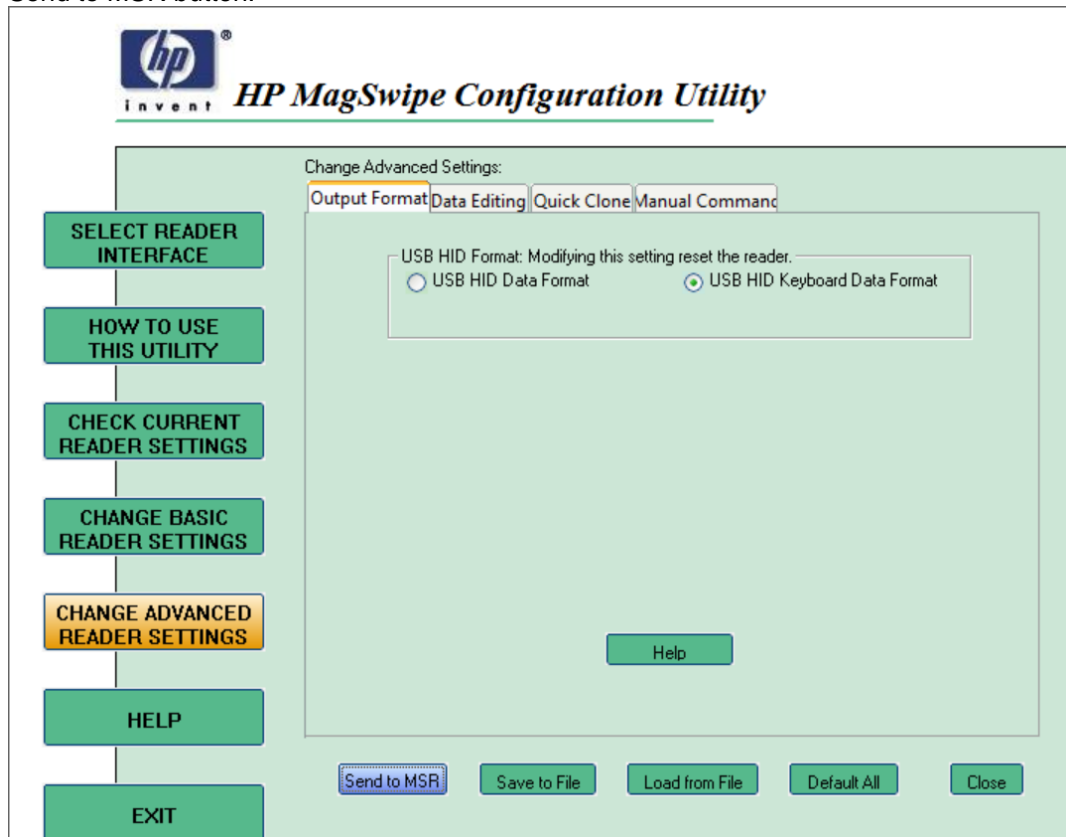 Send to MSR button.
hp ®
invent
HP MagSwipe Configuration Utility
Change Advanced Settings:
Output Format Data Editing Quick Clone Manual Command
USB HID Format: Modifying this setting reset the reader.
USB HID Data Format USB HID Keyboard Data Format
SELECT READER
INTERFACE
HOW TO USE
THIS UTILITY
CHECK CURRENT
READER SETTINGS
CHANGE BASIC
READER SETTINGS
CHANGE ADVANCED
READER SETTINGS
HELP
EXIT
Help
Send to MSR Save to File Load from File Default All Close